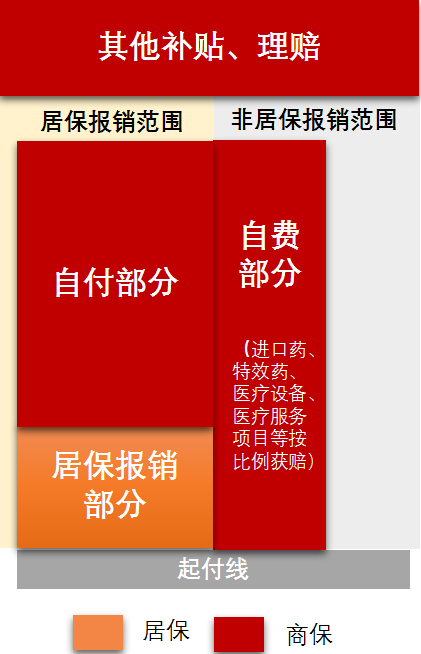 其他补贴、理赔
居保报销范围
非居保报销范围
自付部分
自费
部分
（进口药、
特效药、
医疗设备、
医疗服务
项目等按
比例获赔）
居保报销
部分
起付线
居保
商保